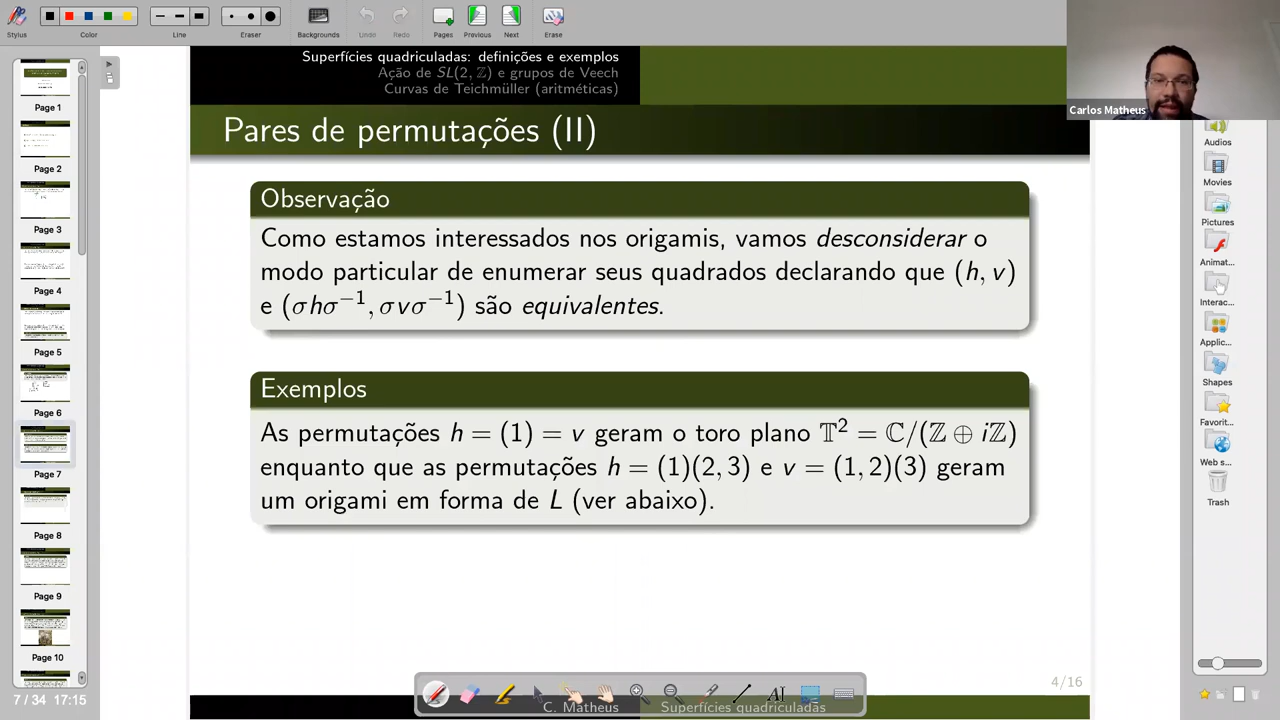 Stylus
Color
Line
Eraser
Backgrounds
Undo
Redo
Pages
Previous
Next
Erase
Carlos Matheus
Superfícies quadriculadas: definições e exemplos
Ação de SL(2, ℤ) e grupos de Veech
Curvas de Teichmüller (aritméticas)
Pares de permutações (II)
Observação
Como estamos interessados nos origamis, vamos desconsiderar o
modo particular de enumerar seus quadrados declarando que (h, v)
e (σhσ⁻¹, σvσ⁻¹) são equivalentes.
Exemplos
As permutações h = (1) = v geram o toro plano 𝕋² = ℂ/(ℤ ⊕ iℤ)
enquanto que as permutações h = (1)(2, 3) e v = (1, 2)(3) geram
um origami em forma de L (ver abaixo).
4/16
C. Matheus
Superfícies quadriculadas
Page 1
Page 2
Page 3
Page 4
Page 5
Page 6
Page 7
Page 8
Page 9
Page 10
7 / 34 17:15
Audios
Movies
Pictures
Animat...
Interac...
Applic...
Shapes
Favorit...
Web s...
Trash